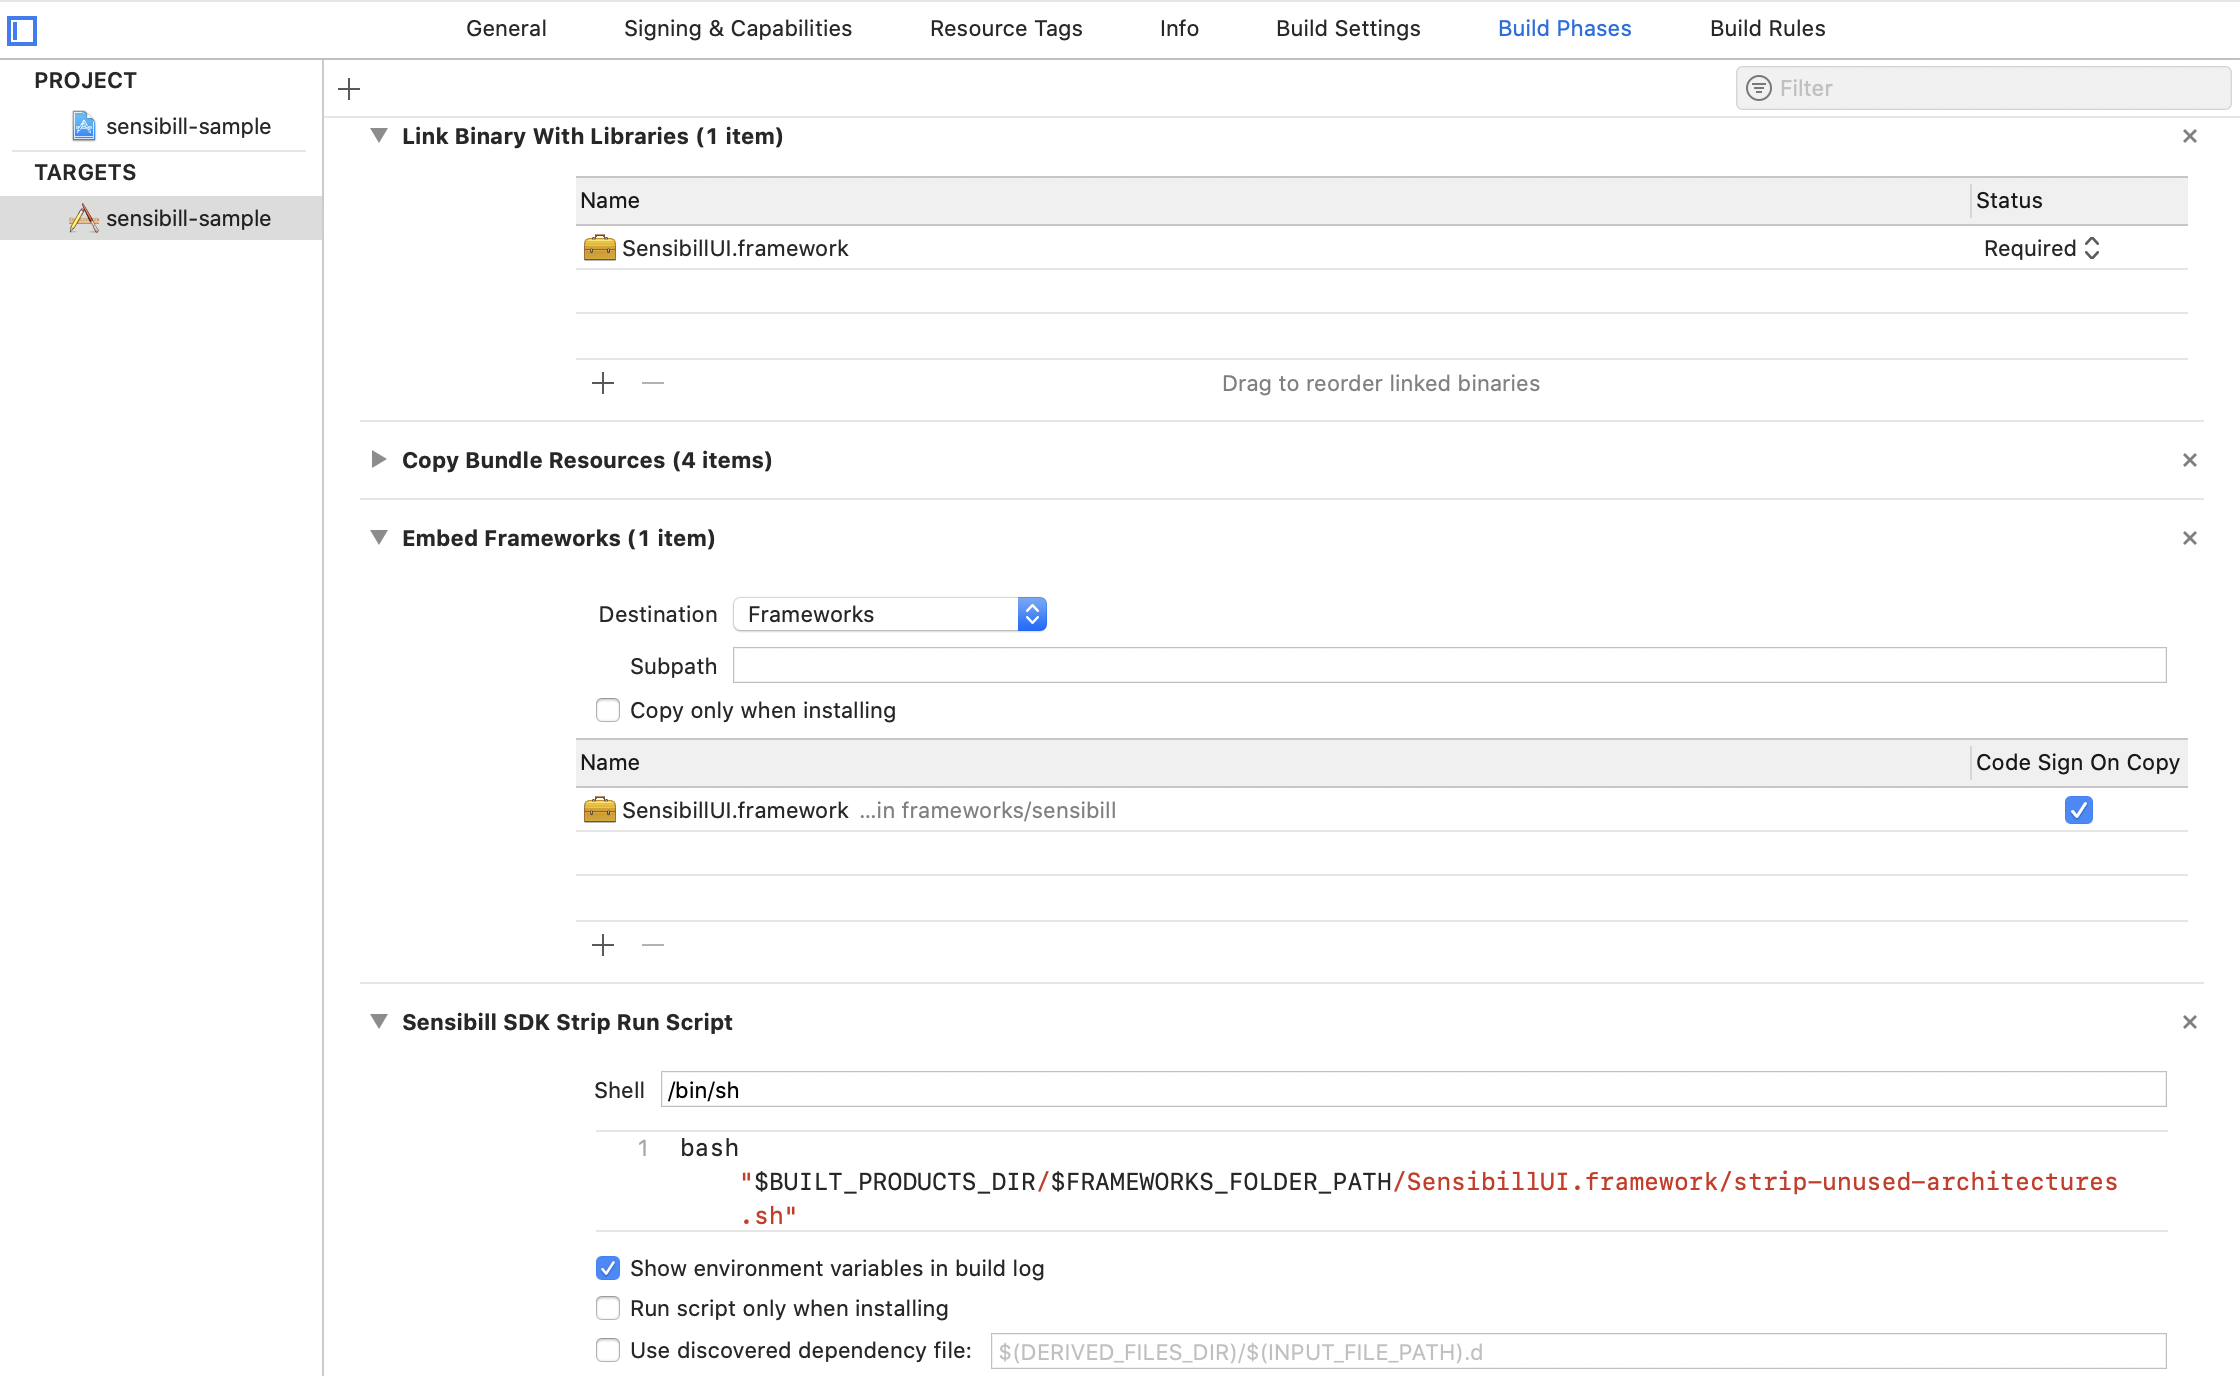 General Signing & Capabilities Resource Tags Info Build Settings Build Phases Build Rules
PROJECT
sensibill-sample
TARGETS
sensibill-sample
Filter
Link Binary With Libraries (1 item)
Name Status
SensibillUI.framework Required
Drag to reorder linked binaries
Copy Bundle Resources (4 items)
Embed Frameworks (1 item)
Destination Frameworks
Subpath
Copy only when installing
Name Code Sign On Copy
SensibillUI.framework ...in frameworks/sensibill
Sensibill SDK Strip Run Script
Shell /bin/sh
1 bash
"$BUILT_PRODUCTS_DIR/$FRAMEWORKS_FOLDER_PATH/SensibillUI.framework/strip-unused-architectures
.sh"
Show environment variables in build log
Run script only when installing
Use discovered dependency file: $(DERIVED_FILES_DIR)/$(INPUT_FILE_PATH).d